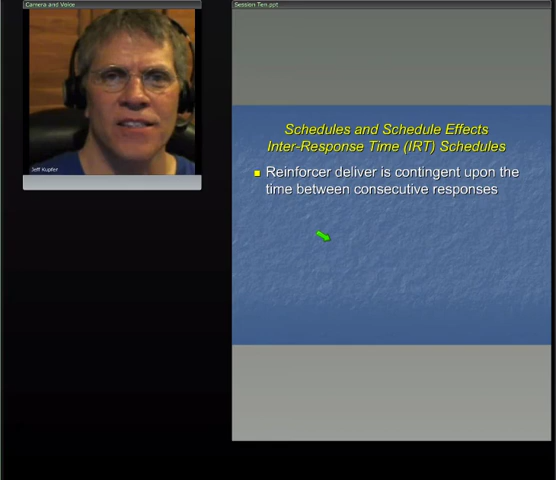 Camera and Voice
Session Ten.ppt
Jeff Kupfer
Schedules and Schedule Effects
Inter-Response Time (IRT) Schedules
Reinforcer deliver is contingent upon the
time between consecutive responses